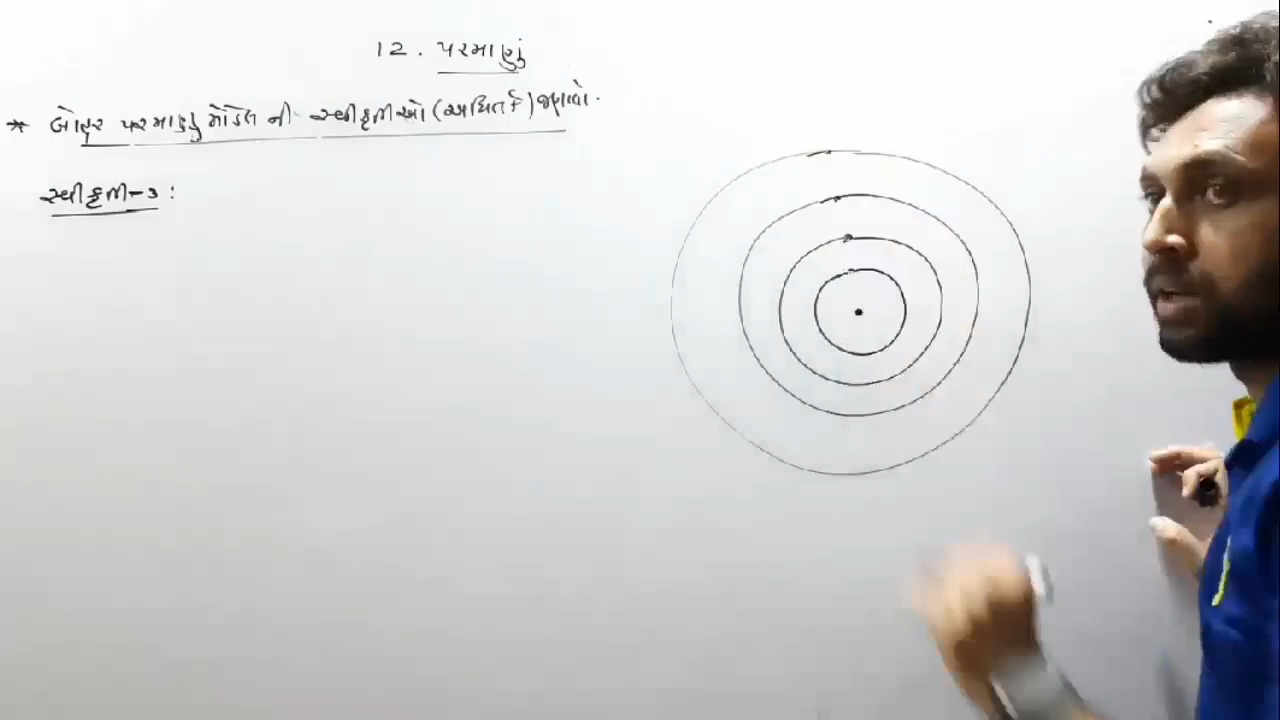 12. પરમાણું
* બોહર પરમાણુ મોડેલ ની સ્વીકૃતીઓ (અધિતર્ક) જણાવો.
સ્વીકૃતી-૩ :